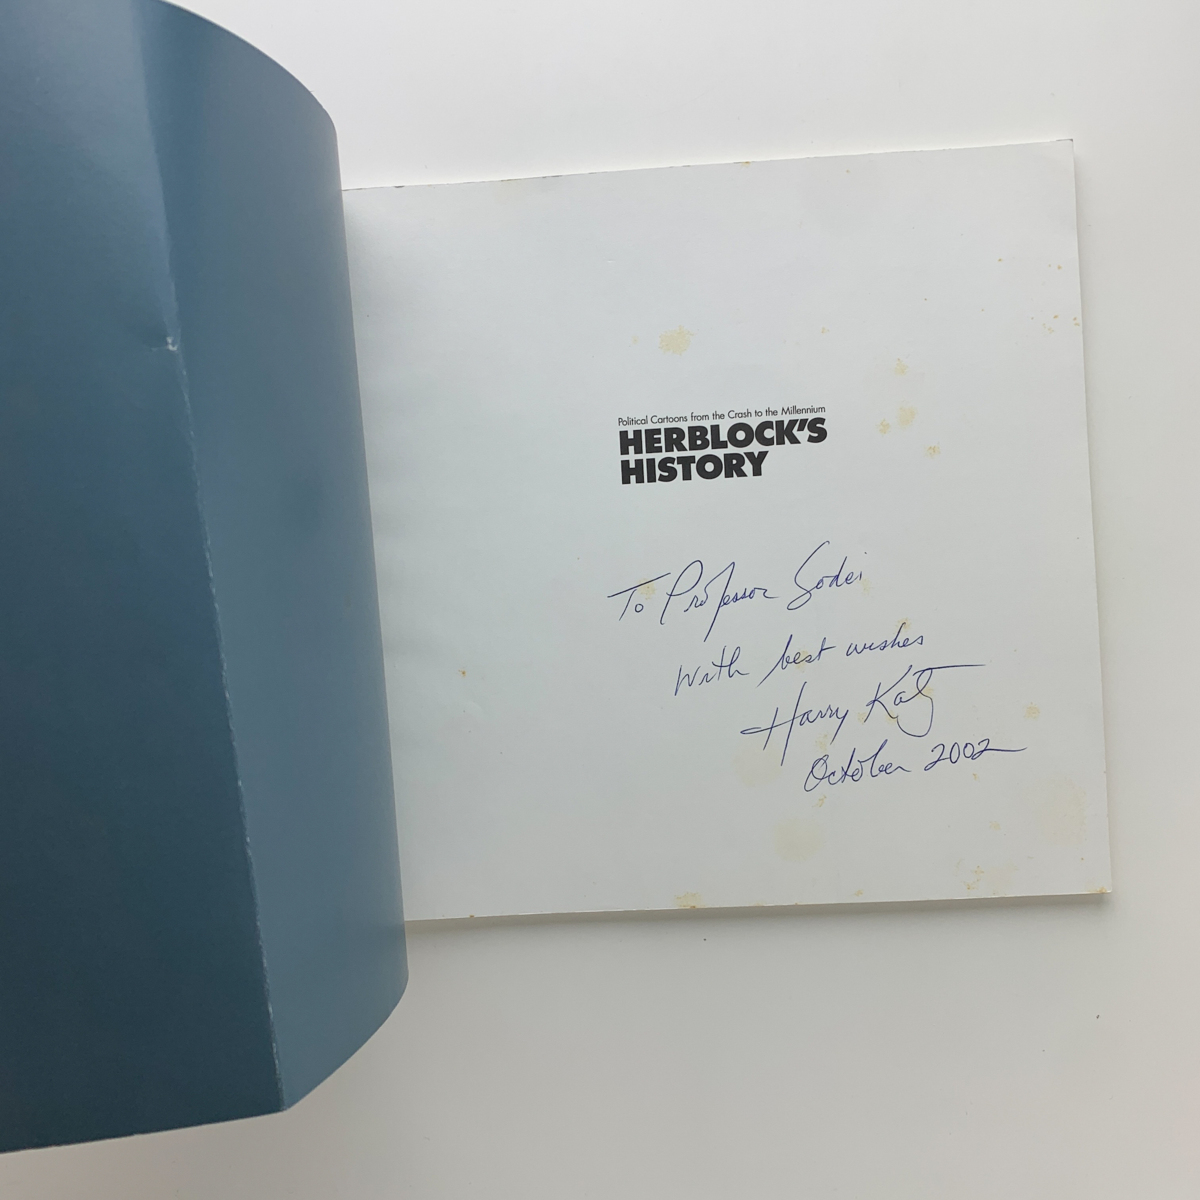 Political Cartoons from the Crash to the Millennium
HERBLOCK'S
HISTORY
To Professor Sodei
With best wishes
Harry Katz
October 2002